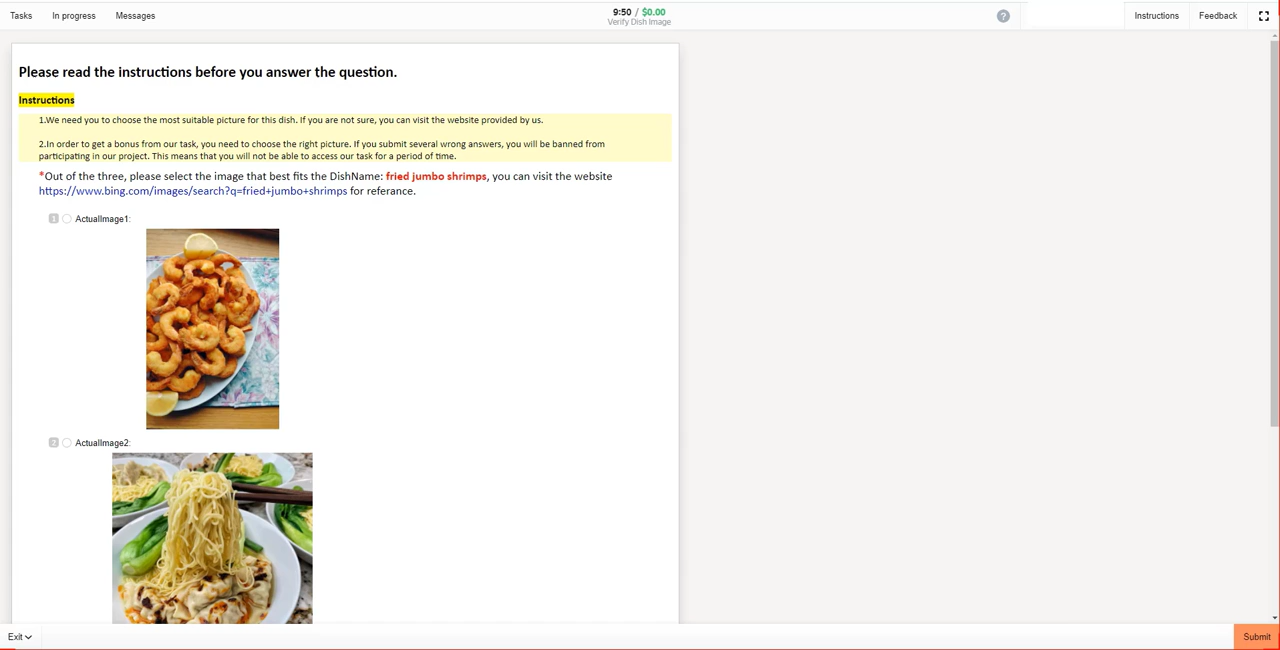 Tasks In progress Messages 9:50 / $0.00 ? Instructions Feedback
Verify Dish Image
Please read the instructions before you answer the question.
Instructions
1.We need you to choose the most suitable picture for this dish. If you are not sure, you can visit the website provided by us.
2.In order to get a bonus from our task, you need to choose the right picture. If you submit several wrong answers, you will be banned from
participating in our project. This means that you will not be able to access our task for a period of time.
*Out of the three, please select the image that best fits the DishName: fried jumbo shrimps, you can visit the website
https://www.bing.com/images/search?q=fried+jumbo+shrimps for referance.
1 ActualImage1:
2 ActualImage2:
Exit Submit